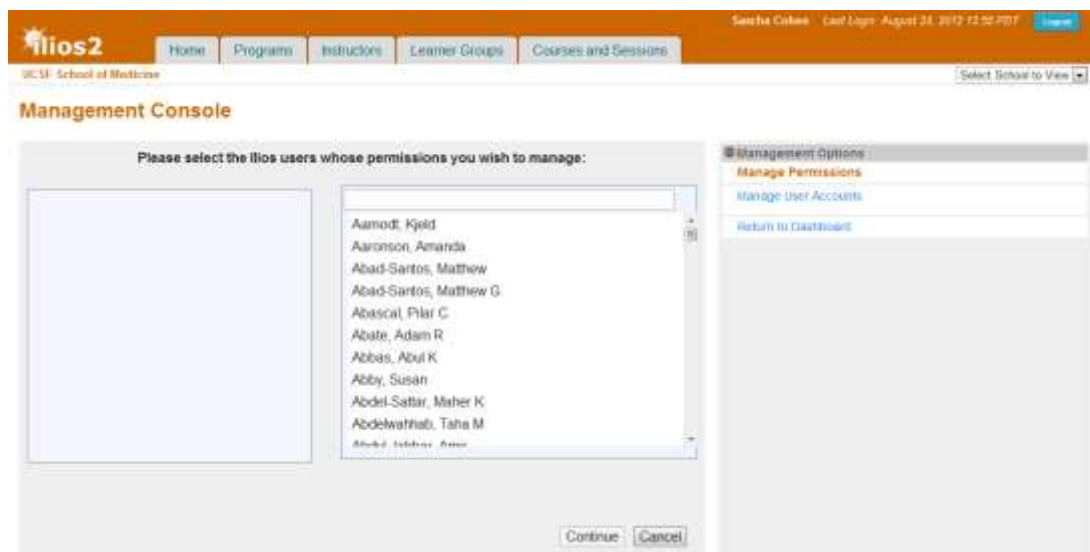 Sascha Cohen Last Login: August 24, 2012 12:50 PDT Logout
ilios2
Home Programs Instructors Learner Groups Courses and Sessions
UCSF School of Medicine Select School to View
Management Console
Please select the Ilios users whose permissions you wish to manage:
Aamodt, Kjeld
Aaronson, Amanda
Abad-Santos, Matthew
Abad-Santos, Matthew G
Abascal, Pilar C
Abate, Adam R
Abbas, Abul K
Abby, Susan
Abdel-Sattar, Maher K
Abdelwahhab, Taha M
Continue Cancel
Management Options
Manage Permissions
Manage User Accounts
Return to Dashboard